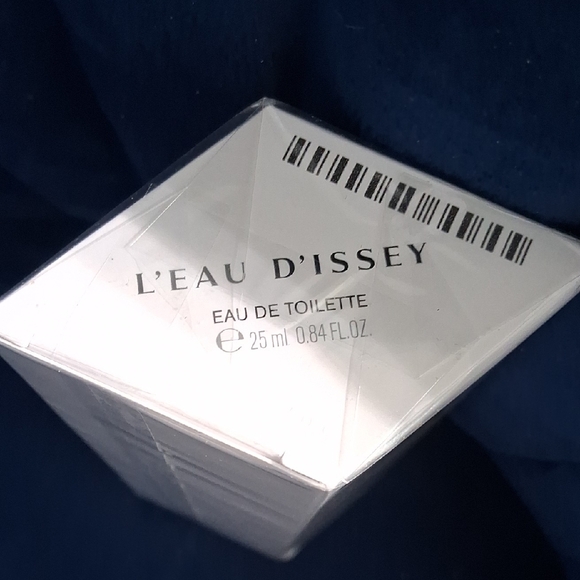 L'EAU D'ISSEY
EAU DE TOILETTE
℮ 25 ml 0.84 FL.OZ.